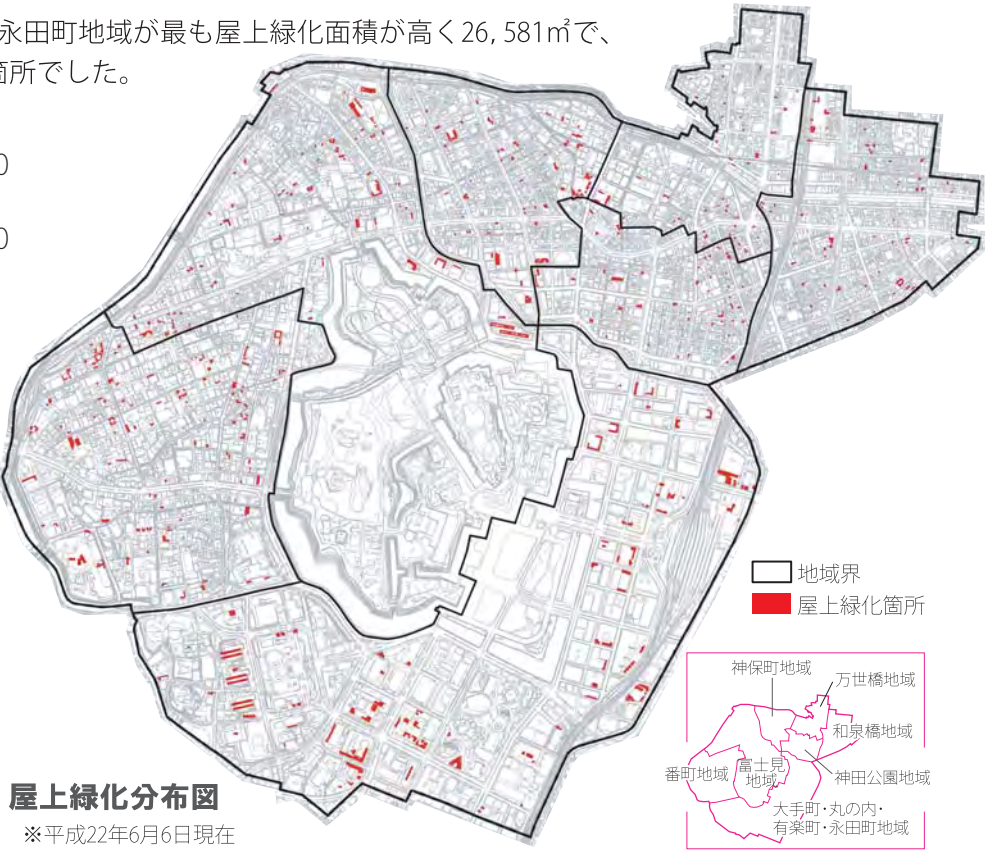 永田町地域が最も屋上緑化面積が高く26, 581㎡で、
箇所でした。
0
0
地域界
屋上緑化箇所
神保町地域
万世橋地域
和泉橋地域
番町地域
富士見
地域
神田公園地域
大手町・丸の内・
有楽町・永田町地域
屋上緑化分布図
※平成22年6月6日現在